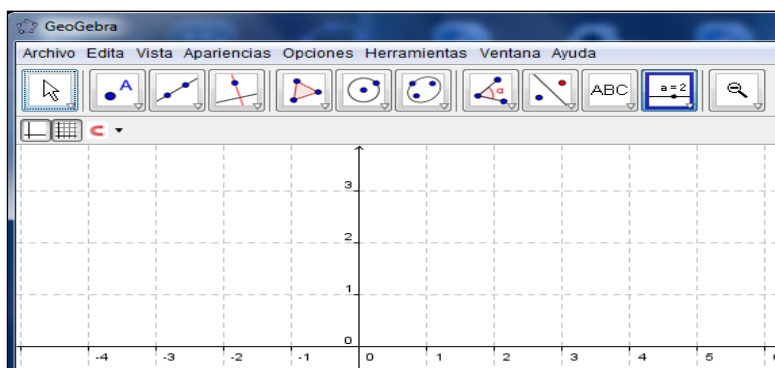 GeoGebra
Archivo Edita Vista Apariencias Opciones Herramientas Ventana Ayuda
A α ABC a=2
3
2
1
0
-4 -3 -2 -1 0 1 2 3 4 5 6